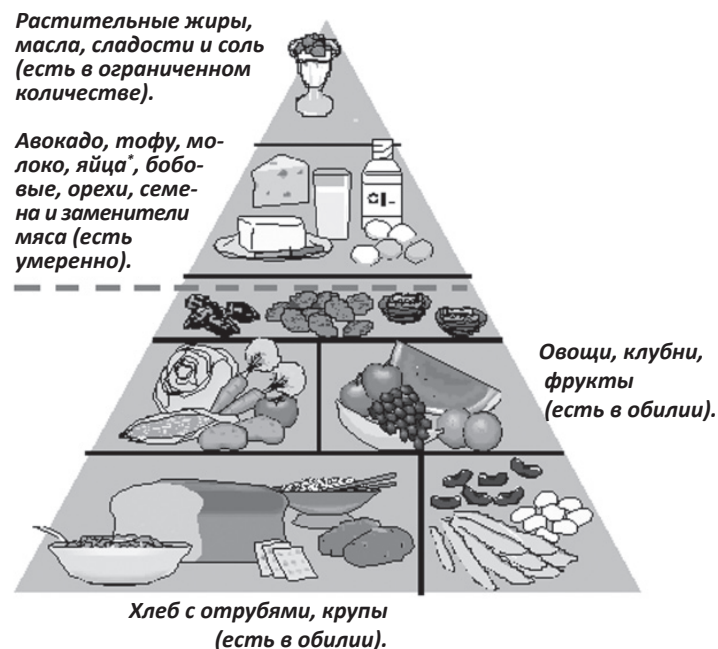 Растительные жиры,
масла, сладости и соль
(есть в ограниченном
количестве).
Авокадо, тофу, мо-
локо, яйца*, бобо-
вые, орехи, семе-
на и заменители
мяса (есть
умеренно).
Овощи, клубни,
фрукты
(есть в обилии).
Хлеб с отрубями, крупы
(есть в обилии).